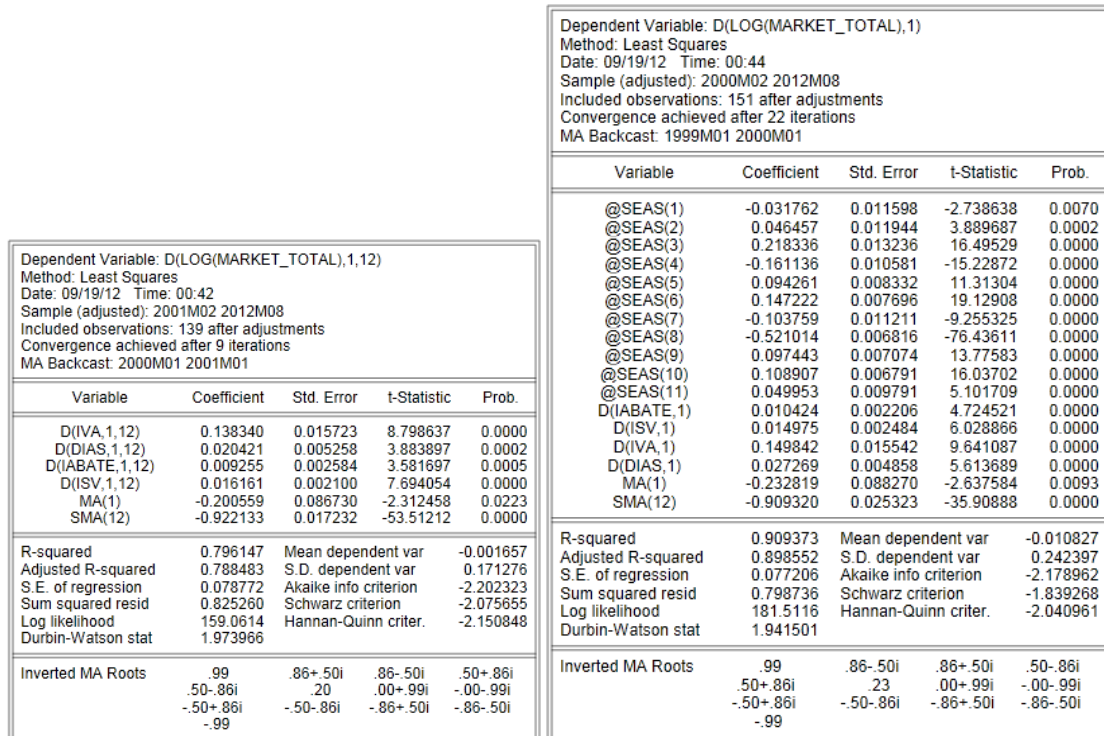 Dependent Variable: D(LOG(MARKET_TOTAL),1,12)
Method: Least Squares
Date: 09/19/12 Time: 00:42
Sample (adjusted): 2001M02 2012M08
Included observations: 139 after adjustments
Convergence achieved after 9 iterations
MA Backcast: 2000M01 2001M01
Variable Coefficient Std. Error t-Statistic Prob.
D(IVA,1,12) 0.138340 0.015723 8.798637 0.0000
D(DIAS,1,12) 0.020421 0.005258 3.883897 0.0002
D(IABATE,1,12) 0.009255 0.002584 3.581697 0.0005
D(ISV,1,12) 0.016161 0.002100 7.694054 0.0000
MA(1) -0.200559 0.086730 -2.312458 0.0223
SMA(12) -0.922133 0.017232 -53.51212 0.0000
R-squared 0.796147 Mean dependent var -0.001657
Adjusted R-squared 0.788483 S.D. dependent var 0.171276
S.E. of regression 0.078772 Akaike info criterion -2.202323
Sum squared resid 0.825260 Schwarz criterion -2.075655
Log likelihood 159.0614 Hannan-Quinn criter. -2.150848
Durbin-Watson stat 1.973966
Inverted MA Roots .99 .86+.50i .86-.50i .50+.86i
.50-.86i .20 .00+.99i -.00-.99i
-.50+.86i -.50-.86i -.86+.50i -.86-.50i
-.99
Dependent Variable: D(LOG(MARKET_TOTAL),1)
Method: Least Squares
Date: 09/19/12 Time: 00:44
Sample (adjusted): 2000M02 2012M08
Included observations: 151 after adjustments
Convergence achieved after 22 iterations
MA Backcast: 1999M01 2000M01
Variable Coefficient Std. Error t-Statistic Prob.
@SEAS(1) -0.031762 0.011598 -2.738638 0.0070
@SEAS(2) 0.046457 0.011944 3.889687 0.0002
@SEAS(3) 0.218336 0.013236 16.49529 0.0000
@SEAS(4) -0.161136 0.010581 -15.22872 0.0000
@SEAS(5) 0.094261 0.008332 11.31304 0.0000
@SEAS(6) 0.147222 0.007696 19.12908 0.0000
@SEAS(7) -0.103759 0.011211 -9.255325 0.0000
@SEAS(8) -0.521014 0.006816 -76.43611 0.0000
@SEAS(9) 0.097443 0.007074 13.77583 0.0000
@SEAS(10) 0.108907 0.006791 16.03702 0.0000
@SEAS(11) 0.049953 0.009791 5.101709 0.0000
D(IABATE,1) 0.010424 0.002206 4.724521 0.0000
D(ISV,1) 0.014975 0.002484 6.028866 0.0000
D(IVA,1) 0.149842 0.015542 9.641087 0.0000
D(DIAS,1) 0.027269 0.004858 5.613689 0.0000
MA(1) -0.232819 0.088270 -2.637584 0.0093
SMA(12) -0.909320 0.025323 -35.90888 0.0000
R-squared 0.909373 Mean dependent var -0.010827
Adjusted R-squared 0.898552 S.D. dependent var 0.242397
S.E. of regression 0.077206 Akaike info criterion -2.178962
Sum squared resid 0.798736 Schwarz criterion -1.839268
Log likelihood 181.5116 Hannan-Quinn criter. -2.040961
Durbin-Watson stat 1.941501
Inverted MA Roots .99 .86-.50i .86+.50i .50-.86i
.50+.86i .23 .00+.99i -.00-.99i
-.50+.86i -.50-.86i -.86+.50i -.86-.50i
-.99